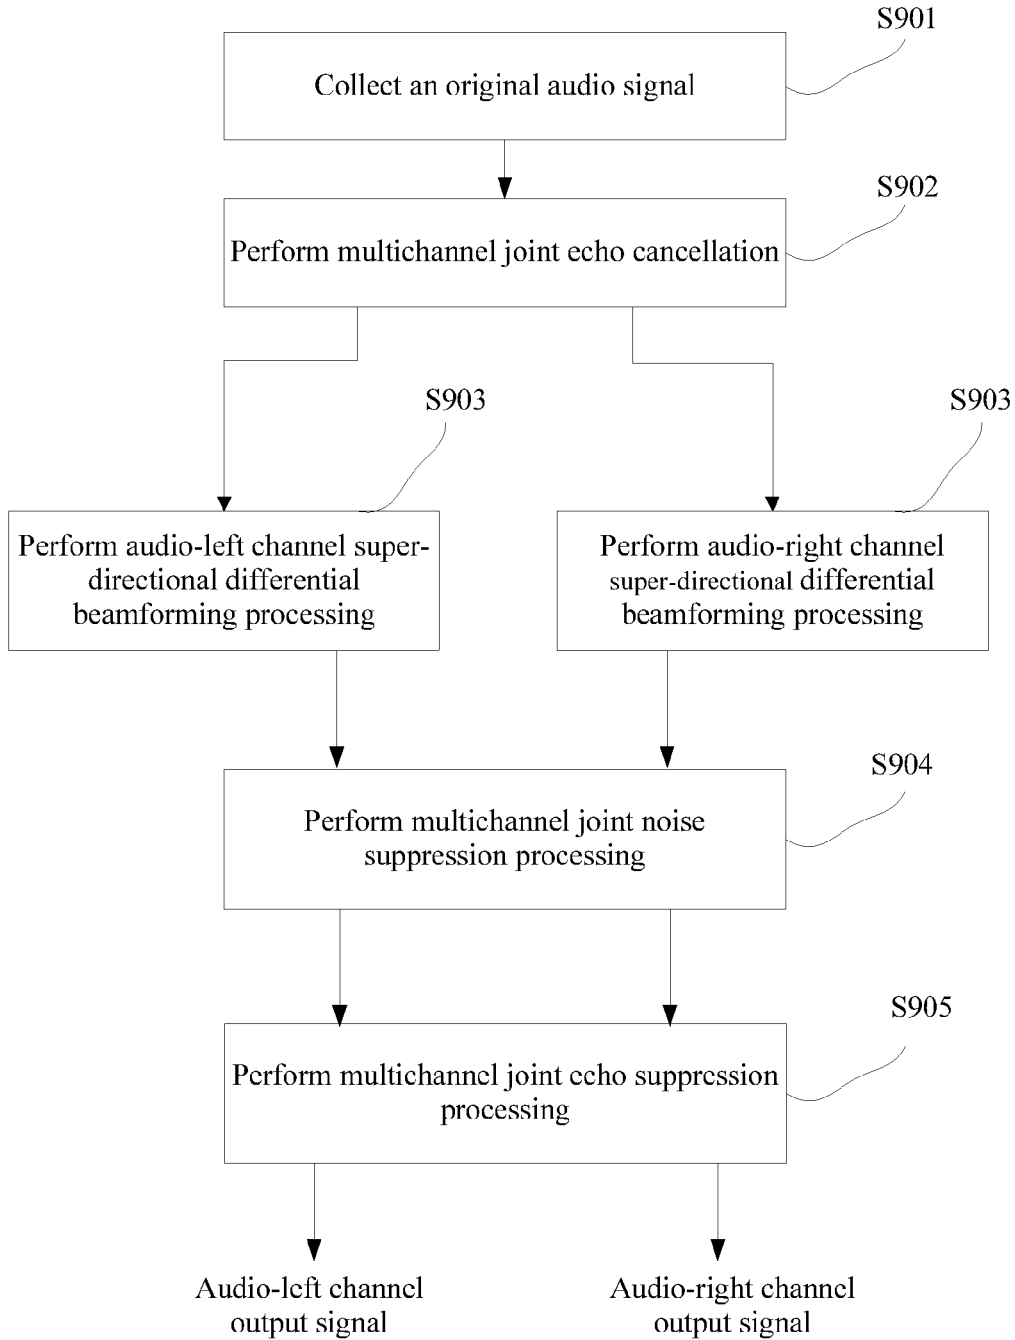 S901
Collect an original audio signal
S902
Perform multichannel joint echo cancellation
S903
S903
Perform audio-left channel super-
directional differential
beamforming processing
Perform audio-right channel
super-directional differential
beamforming processing
S904
Perform multichannel joint noise
suppression processing
S905
Perform multichannel joint echo suppression
processing
Audio-left channel
output signal
Audio-right channel
output signal